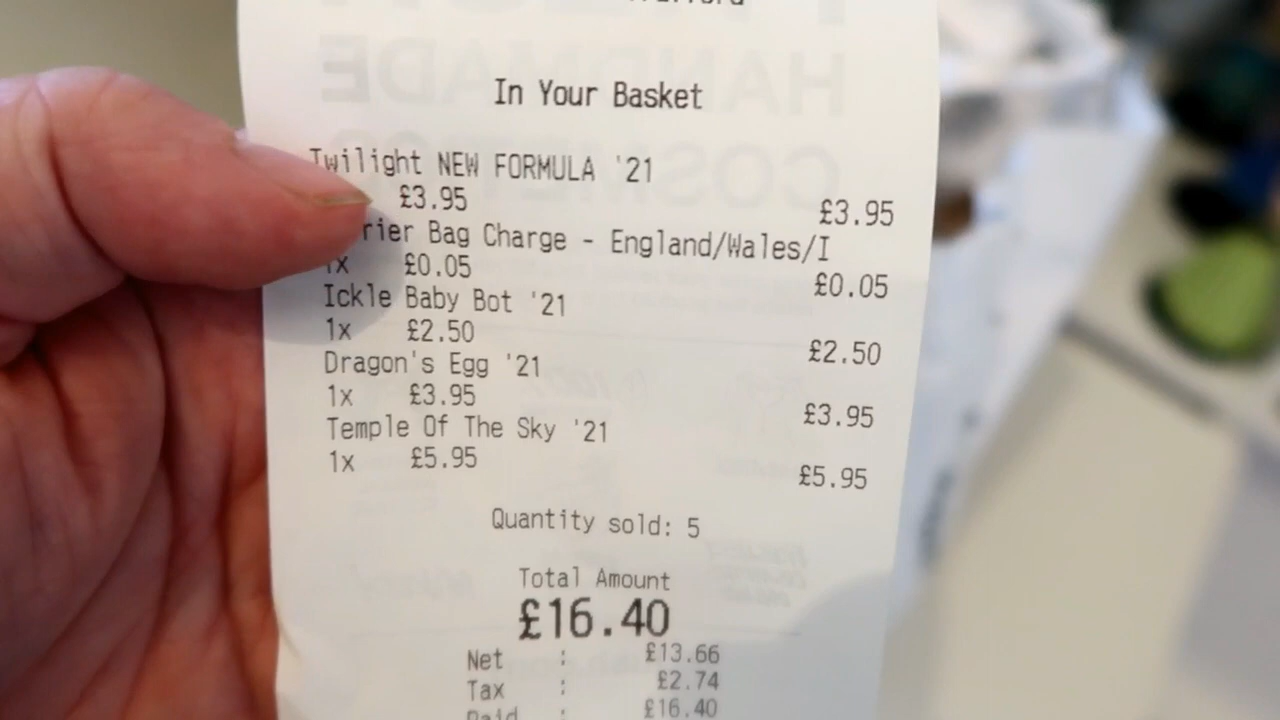 In Your Basket
Twilight NEW FORMULA '21
£3.95 £3.95
rier Bag Charge - England/Wales/I
1x £0.05 £0.05
Ickle Baby Bot '21
1x £2.50 £2.50
Dragon's Egg '21
1x £3.95 £3.95
Temple Of The Sky '21
1x £5.95 £5.95
Quantity sold: 5
Total Amount
£16.40
Net : £13.66
Tax : £2.74
Paid : £16.40